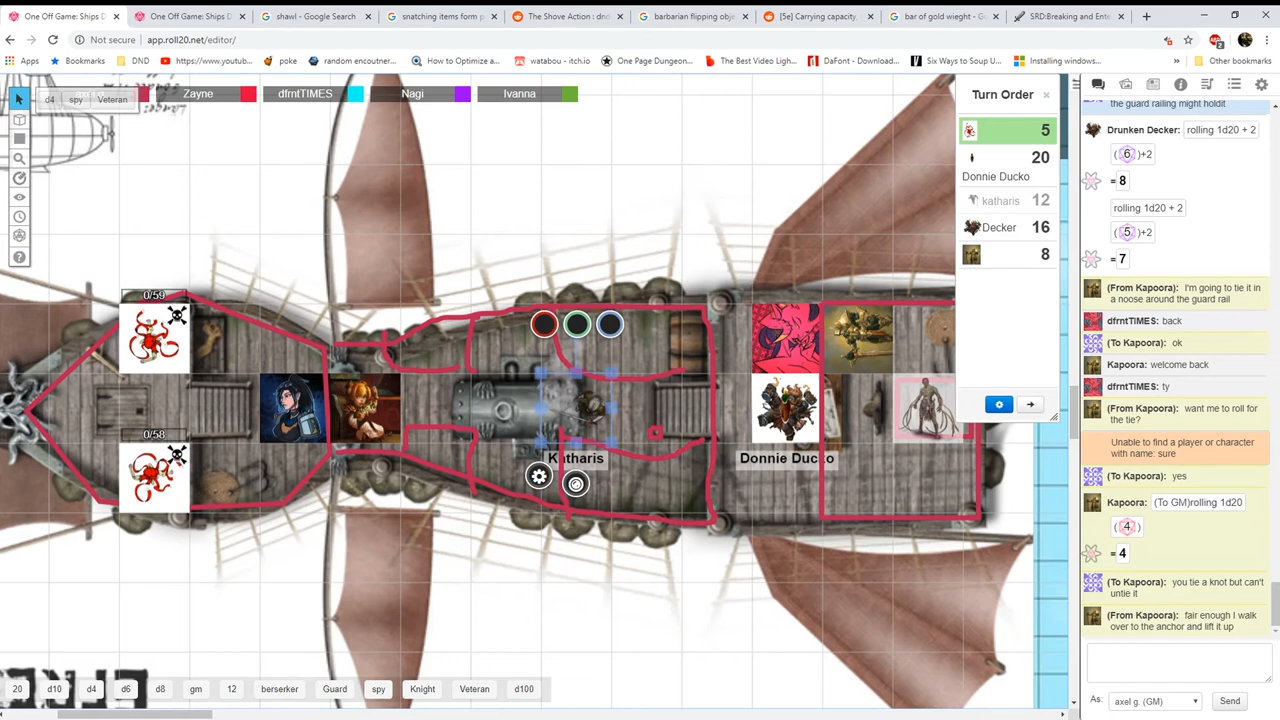 One Off Game: Ships D
One Off Game: Ships D
shawl - Google Search
snatching items form p
The Shove Action : dnd
barbarian flipping obje
[5e] Carrying capacity,
bar of gold wieght - G
SRD:Breaking and Ente
Not secure
app.roll20.net/editor/
Apps
Bookmarks
DND
https://www.youtub...
poke
random encoutner...
How to Optimize a...
watabou - itch.io
One Page Dungeon...
The Best Video Ligh...
DaFont - Downloa...
Six Ways to Soup U...
Installing windows...
Other bookmarks
d4
spy
Veteran
Zayne
dfrntTIMES
Nagi
Ivanna
0/59
0/58
Katharis
Donnie Ducko
Turn Order
5
20
Donnie Ducko
katharis
12
Decker
16
8
20
d10
d4
d6
d8
gm
12
berserker
Guard
spy
Knight
Veteran
d100
the guard railing might holdit
Drunken Decker: rolling 1d20 + 2
(6)+2
= 8
rolling 1d20 + 2
(5)+2
= 7
(From Kapoora): I'm going to tie it
in a noose around the guard rail
dfrntTIMES: back
(To Kapoora): ok
Kapoora: welcome back
dfrntTIMES: ty
(From Kapoora): want me to roll for
the tie?
Unable to find a player or character
with name: sure
(To Kapoora): yes
Kapoora: (To GM)rolling 1d20
(4)
= 4
(To Kapoora): you tie a knot but can't
untie it
(From Kapoora): fair enough I walk
over to the anchor and lift it up
As:
axel g. (GM)
Send